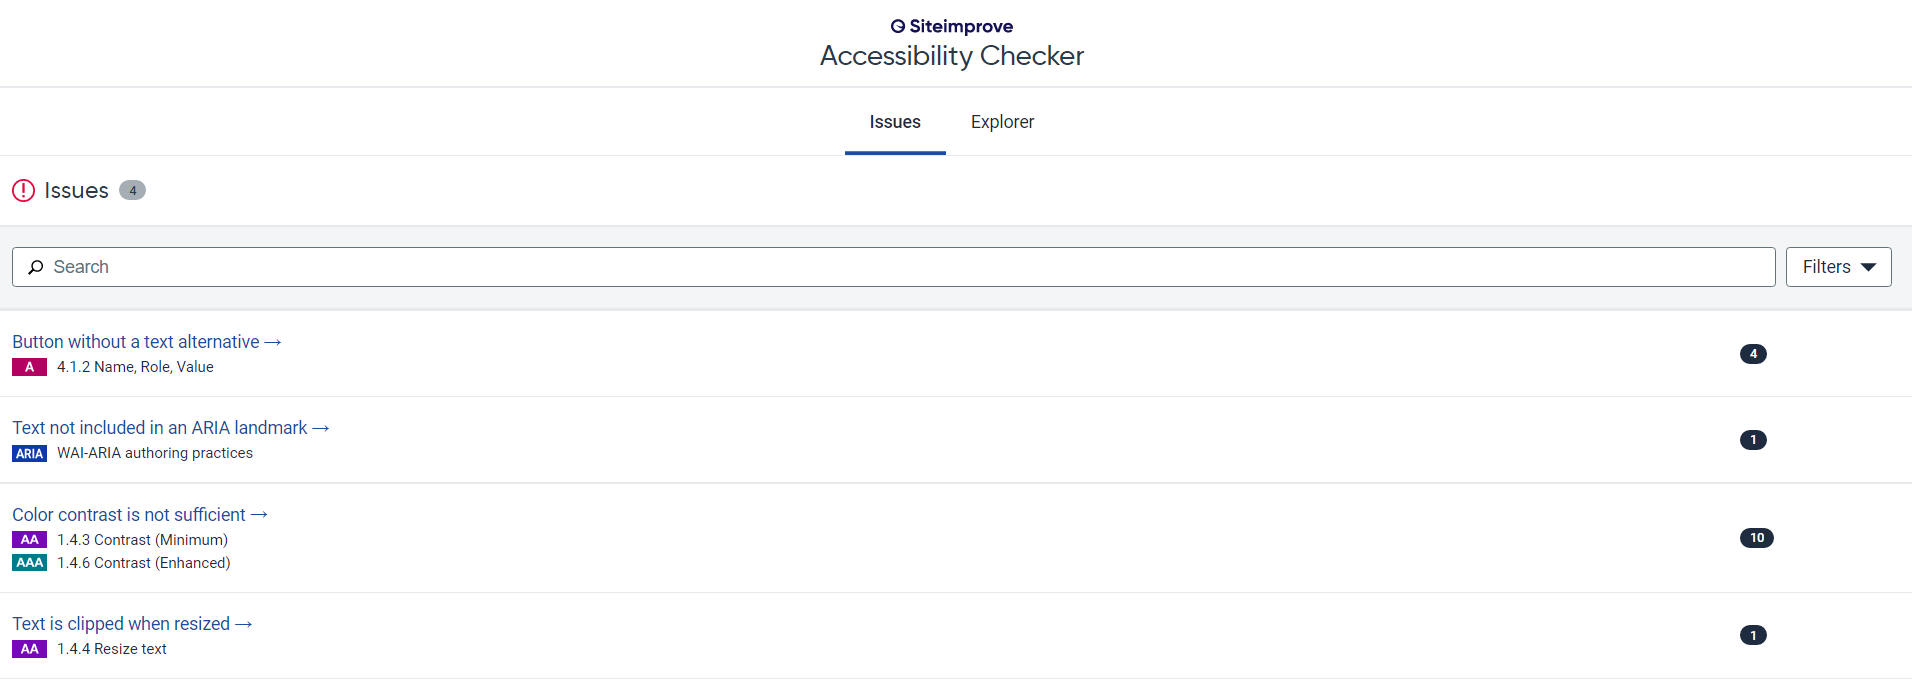 Siteimprove
Accessibility Checker
Issues Explorer
Issues 4
Search Filters
Button without a text alternative → 4
A 4.1.2 Name, Role, Value
Text not included in an ARIA landmark → 1
ARIA WAI-ARIA authoring practices
Color contrast is not sufficient →
AA 1.4.3 Contrast (Minimum) 10
AAA 1.4.6 Contrast (Enhanced)
Text is clipped when resized → 1
AA 1.4.4 Resize text